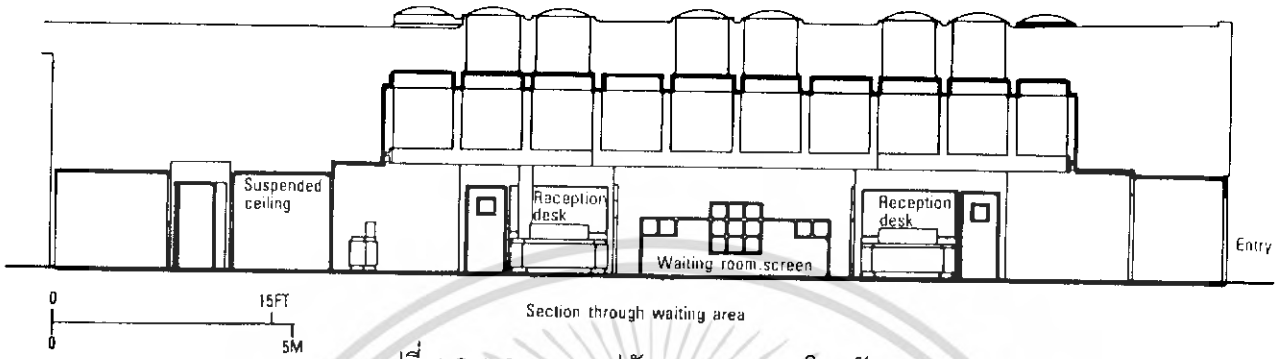 Suspended
ceiling
Reception
desk
Waiting room screen
Reception
desk
Entry
0 15FT
0 5M
Section through waiting area